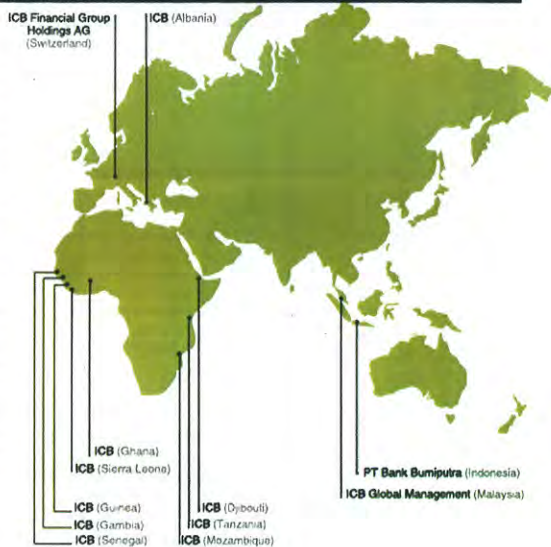 ICB Financial Group
Holdings AG
(Switzerland)
ICB (Albania)
ICB (Ghana)
ICB (Sierra Leone)
ICB (Guinea)
ICB (Gambia)
ICB (Senegal)
ICB (Djibouti)
ICB (Tanzania)
ICB (Mozambique)
PT Bank Bumiputra (Indonesia)
ICB Global Management (Malaysia)